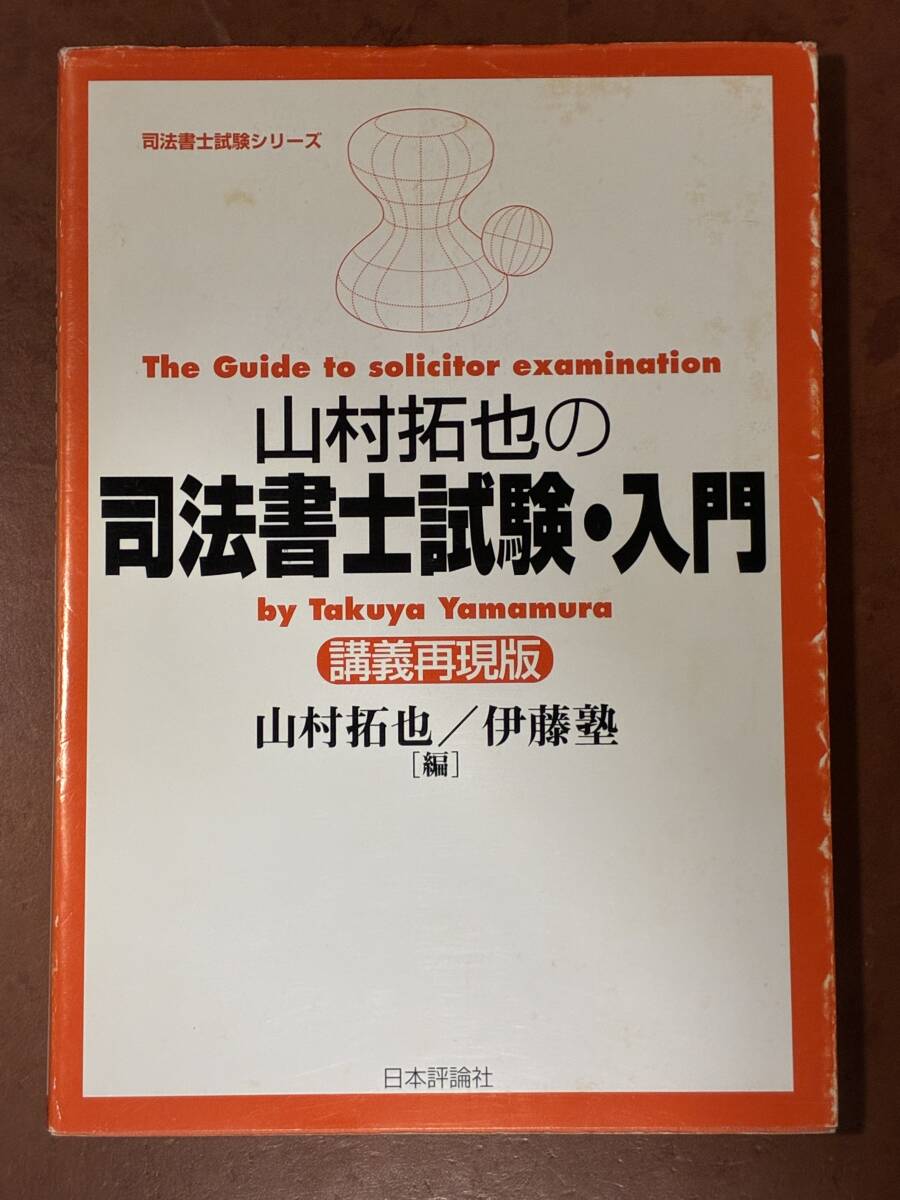 司法書士試験シリーズ
The Guide to solicitor examination
山村拓也の
司法書士試験・入門
by Takuya Yamamura
講義再現版
山村拓也／伊藤塾
[編]
日本評論社